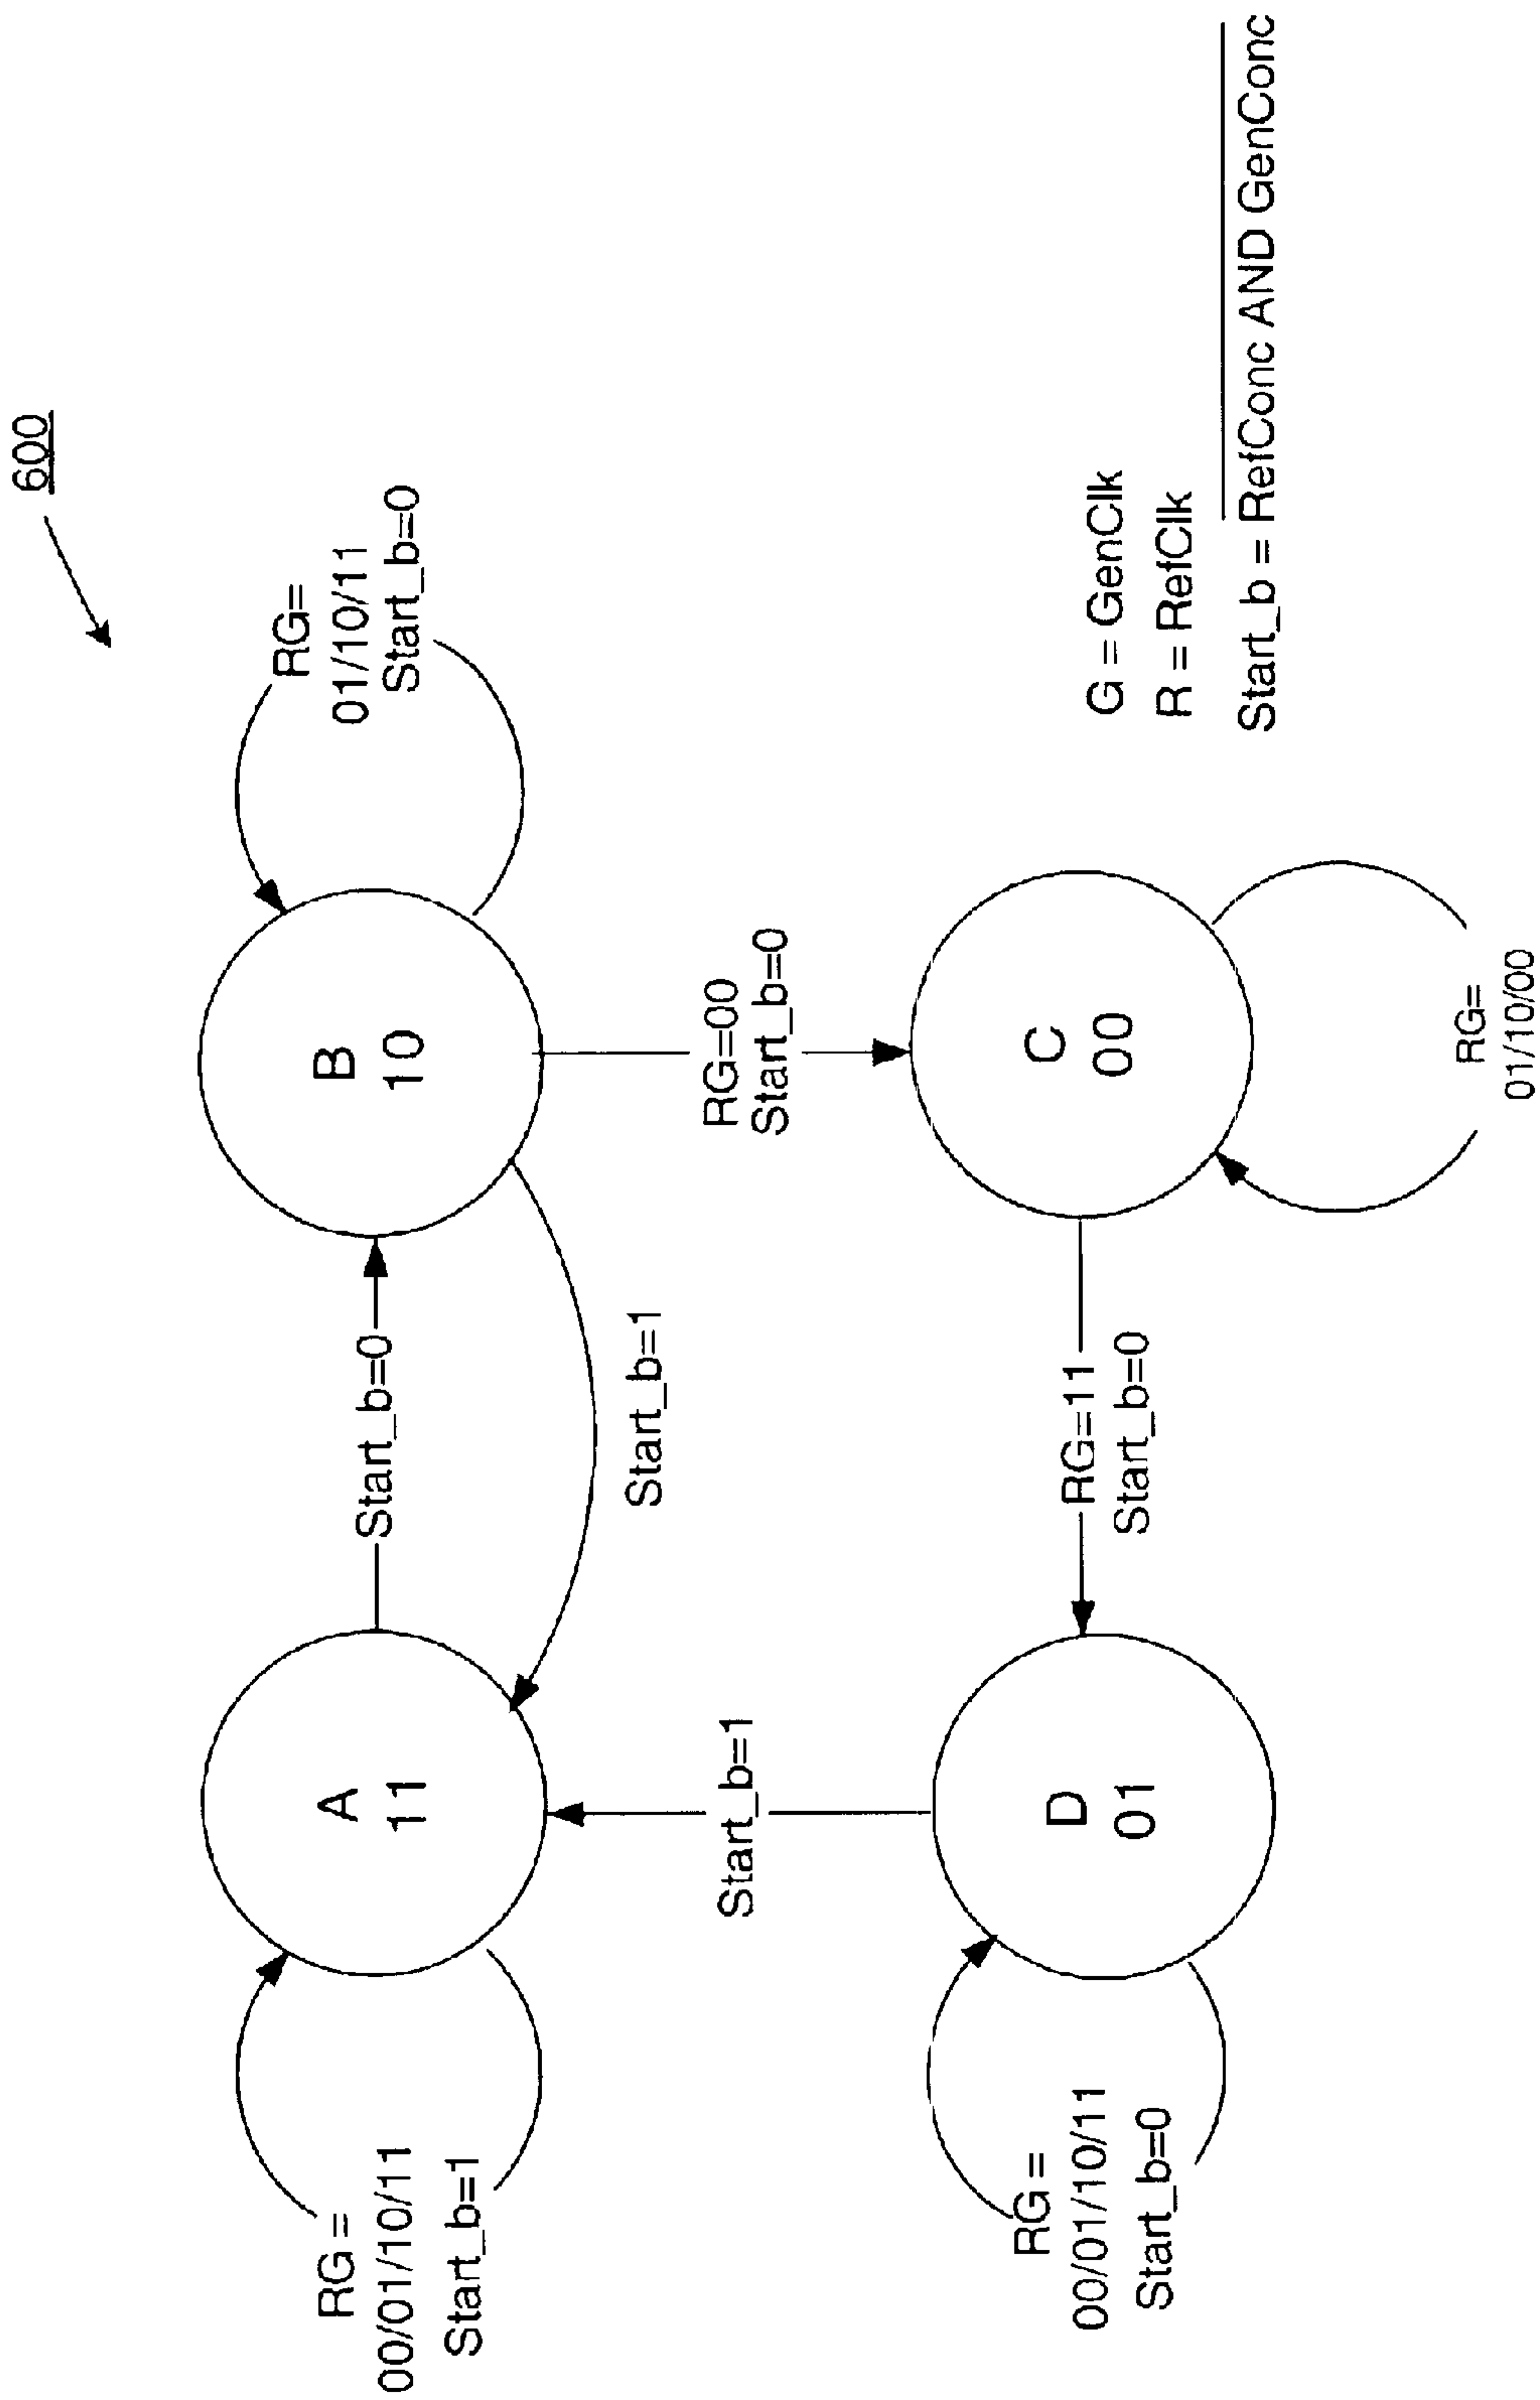 600
RG=
01/10/11
Start_b=0
B
10
Start_b=0
Start_b=1
A
11
RG =
00/01/10/11
Start_b=1
RG=00
Start_b=0
C
00
RG=
01/10/00
RG=11
Start_b=0
Start_b=1
D
01
RG =
00/01/10/11
Start_b=0
G = GenClk
R = RefClk
Start_b = RefConc AND GenConc